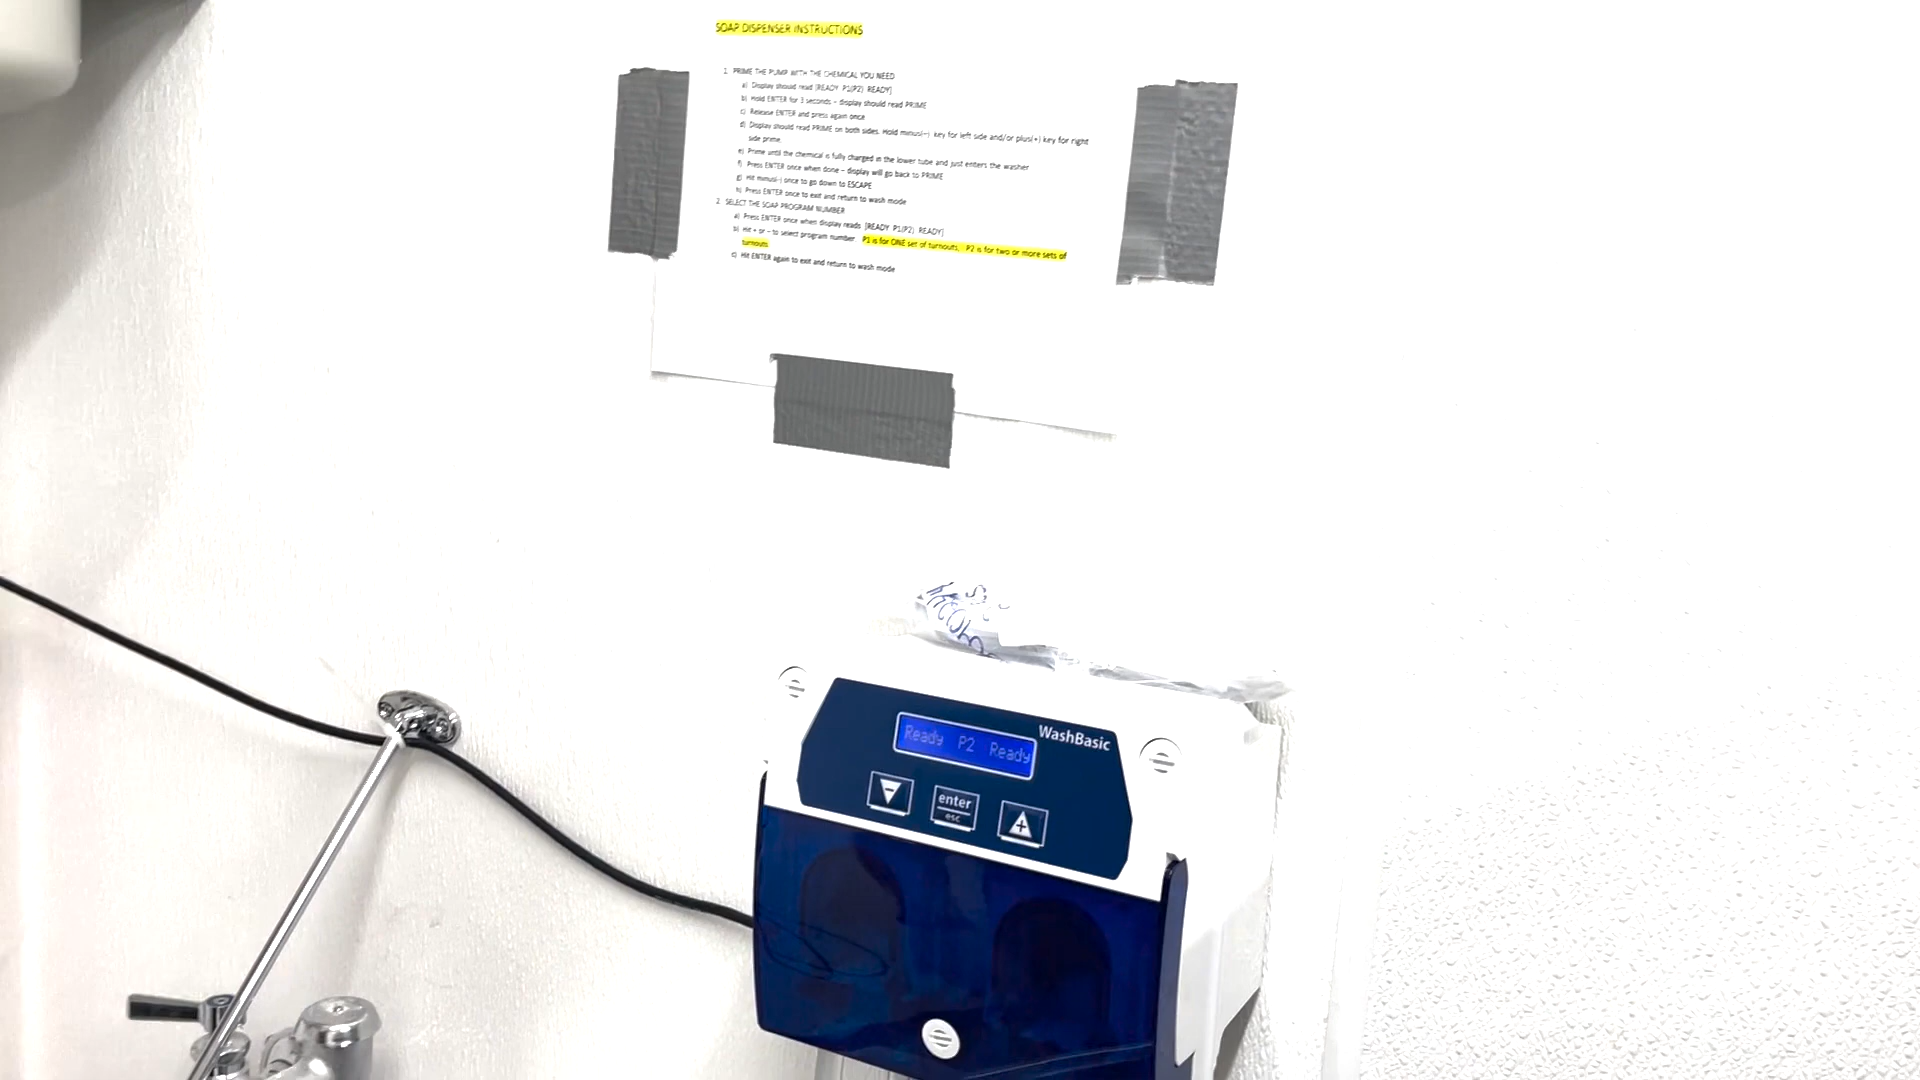 SOAP DISPENSER INSTRUCTIONS
1. PRIME THE PUMP WITH THE CHEMICAL YOU NEED
a) Display should read [READY P1(P2) READY]
b) Hold ENTER for 3 seconds – display should read PRIME
c) Release ENTER and press again once
d) Display should read PRIME on both sides. Hold minus(–) key for left side and/or plus(+) key for right
side prime.
e) Prime until the chemical is fully charged in the lower tube and just enters the washer
f) Press ENTER once when done – display will go back to PRIME
g) Hit minus(-) once to go down to ESCAPE
h) Press ENTER once to exit and return to wash mode
2. SELECT THE SOAP PROGRAM NUMBER
a) Press ENTER once when display reads [READY P1(P2) READY]
b) Hit + or – to select program number. P1 is for ONE set of turnouts, P2 is for two or more sets of
turnouts
c) Hit ENTER again to exit and return to wash mode
WashBasic
Ready P2 Ready
–
enter
esc
+